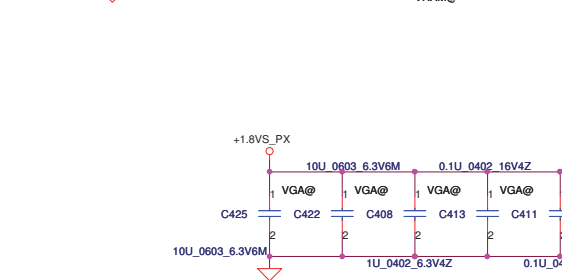 +1.8VS_PX
10U_0603_6.3V6M 0.1U_0402_16V4Z
1 VGA@ 1 VGA@ 1 VGA@ 1 VGA@
C425 C422 C408 C413 C411
2 2 2 2
10U_0603_6.3V6M
1U_0402_6.3V4Z